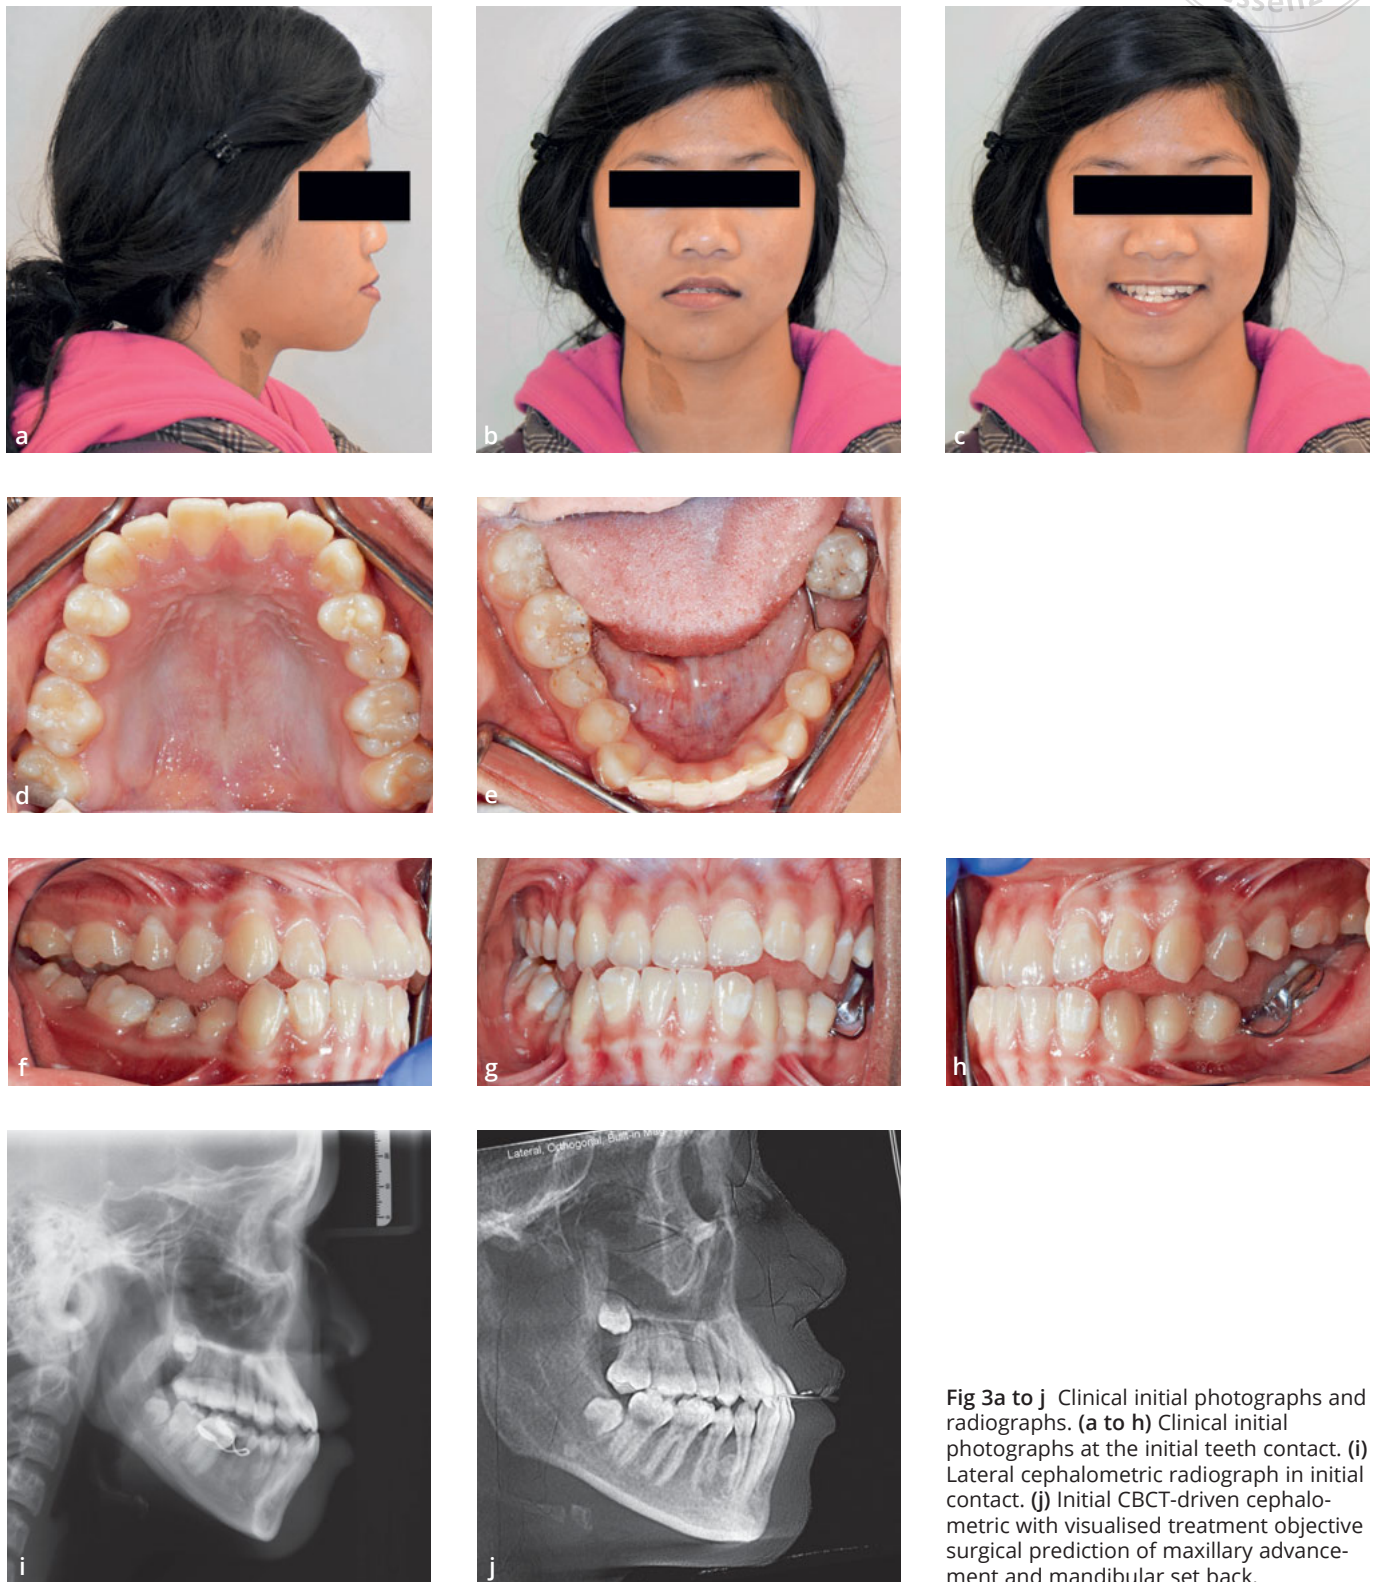 essenz
a
b
c
d
e
f
g
h
Lateral, Orthogonal, Built-in
i
j
Fig 3a to j Clinical initial photographs and
radiographs. (a to h) Clinical initial
photographs at the initial teeth contact. (i)
Lateral cephalometric radiograph in initial
contact. (j) Initial CBCT-driven cephalo-
metric with visualised treatment objective
surgical prediction of maxillary advance-
ment and mandibular set back.